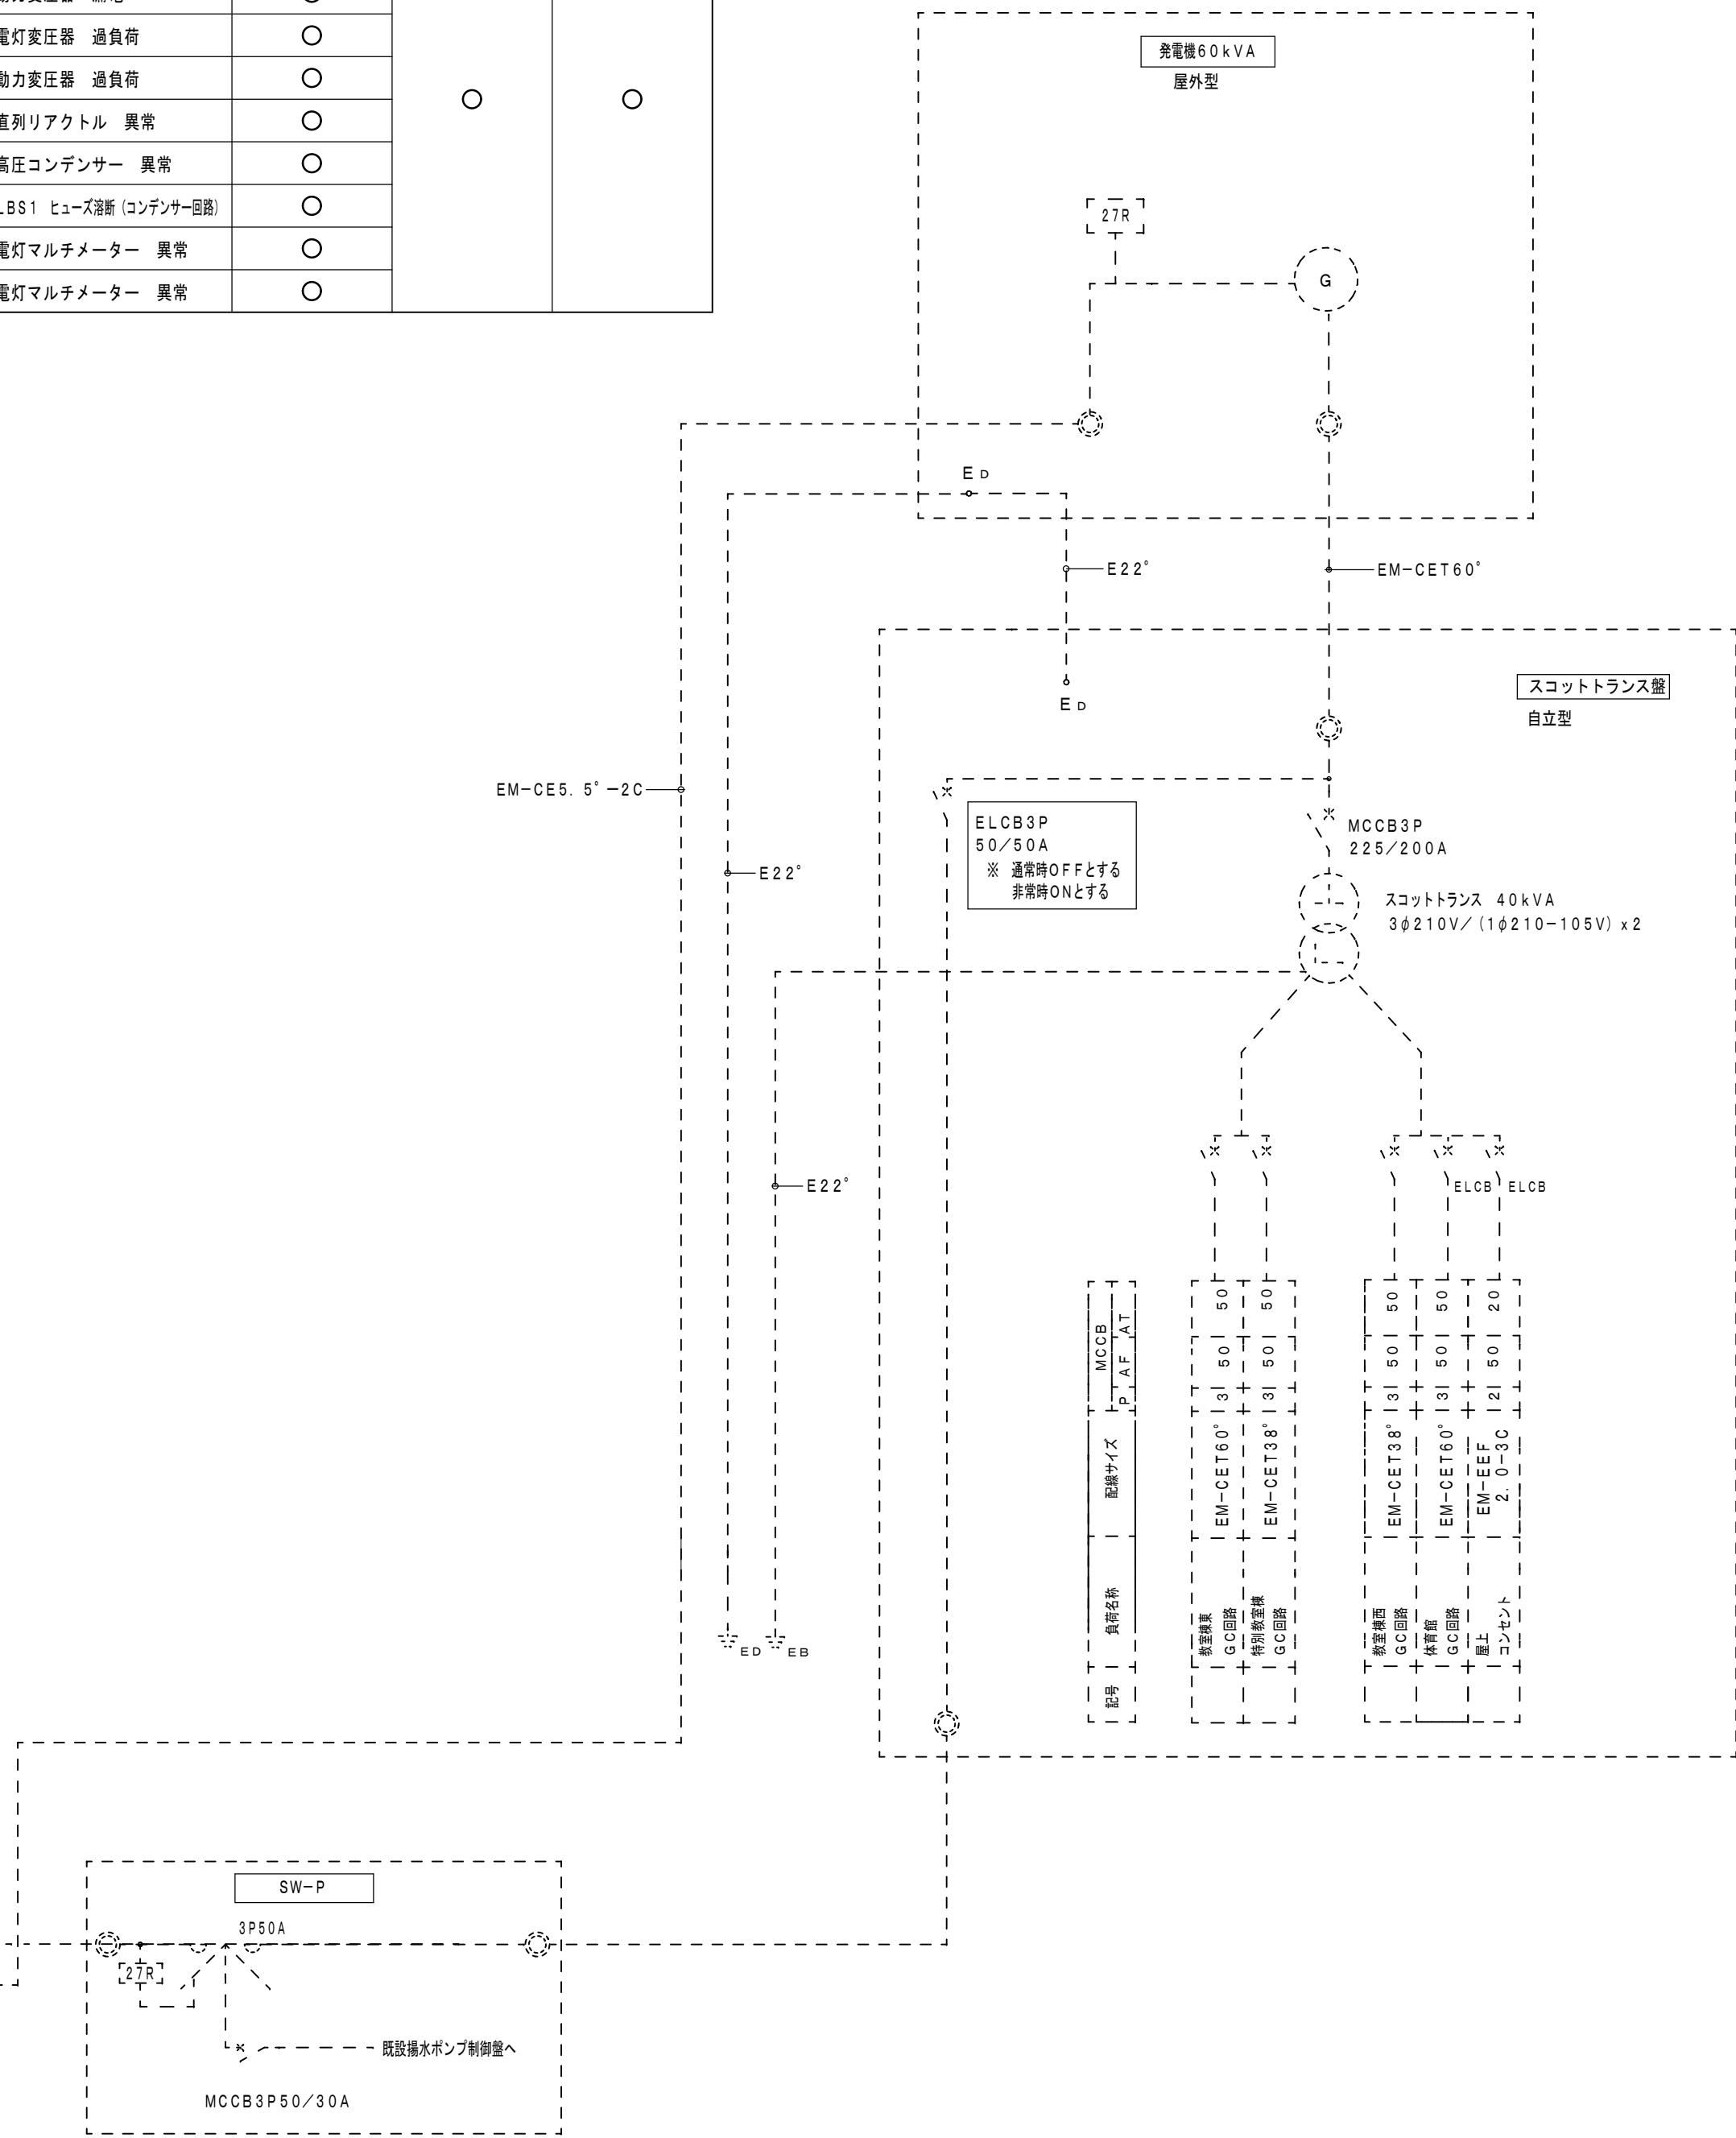 電灯変圧器　過負荷
動力変圧器　過負荷
直列リアクトル　異常
高圧コンデンサー　異常
LBS1　ヒューズ溶断（コンデンサー回路）
電灯マルチメーター　異常
電灯マルチメーター　異常
発電機60kVA
屋外型
27R
G
ED
E22°
EM-CET60°
ED
スコットトランス盤
自立型
EM-CE5.5°-2C
ELCB3P
50/50A
※　通常時OFFとする
非常時ONとする
MCCB3P
225/200A
E22°
スコットトランス　40kVA
3φ210V/(1φ210-105V)x2
E22°
ELCB
ELCB
MCCB
P AF AT
配線サイズ
負荷名称
記号
50
50
3
EM-CET60°
教室棟東
GC回路
50
50
3
EM-CET38°
特別教室棟
GC回路
50
50
3
EM-CET38°
教室棟西
GC回路
50
50
3
EM-CET60°
体育館
GC回路
20
50
2
EM-EEF
2.0-3C
屋上
コンセント
ED
EB
SW-P
3P50A
27R
既設揚水ポンプ制御盤へ
MCCB3P50/30A